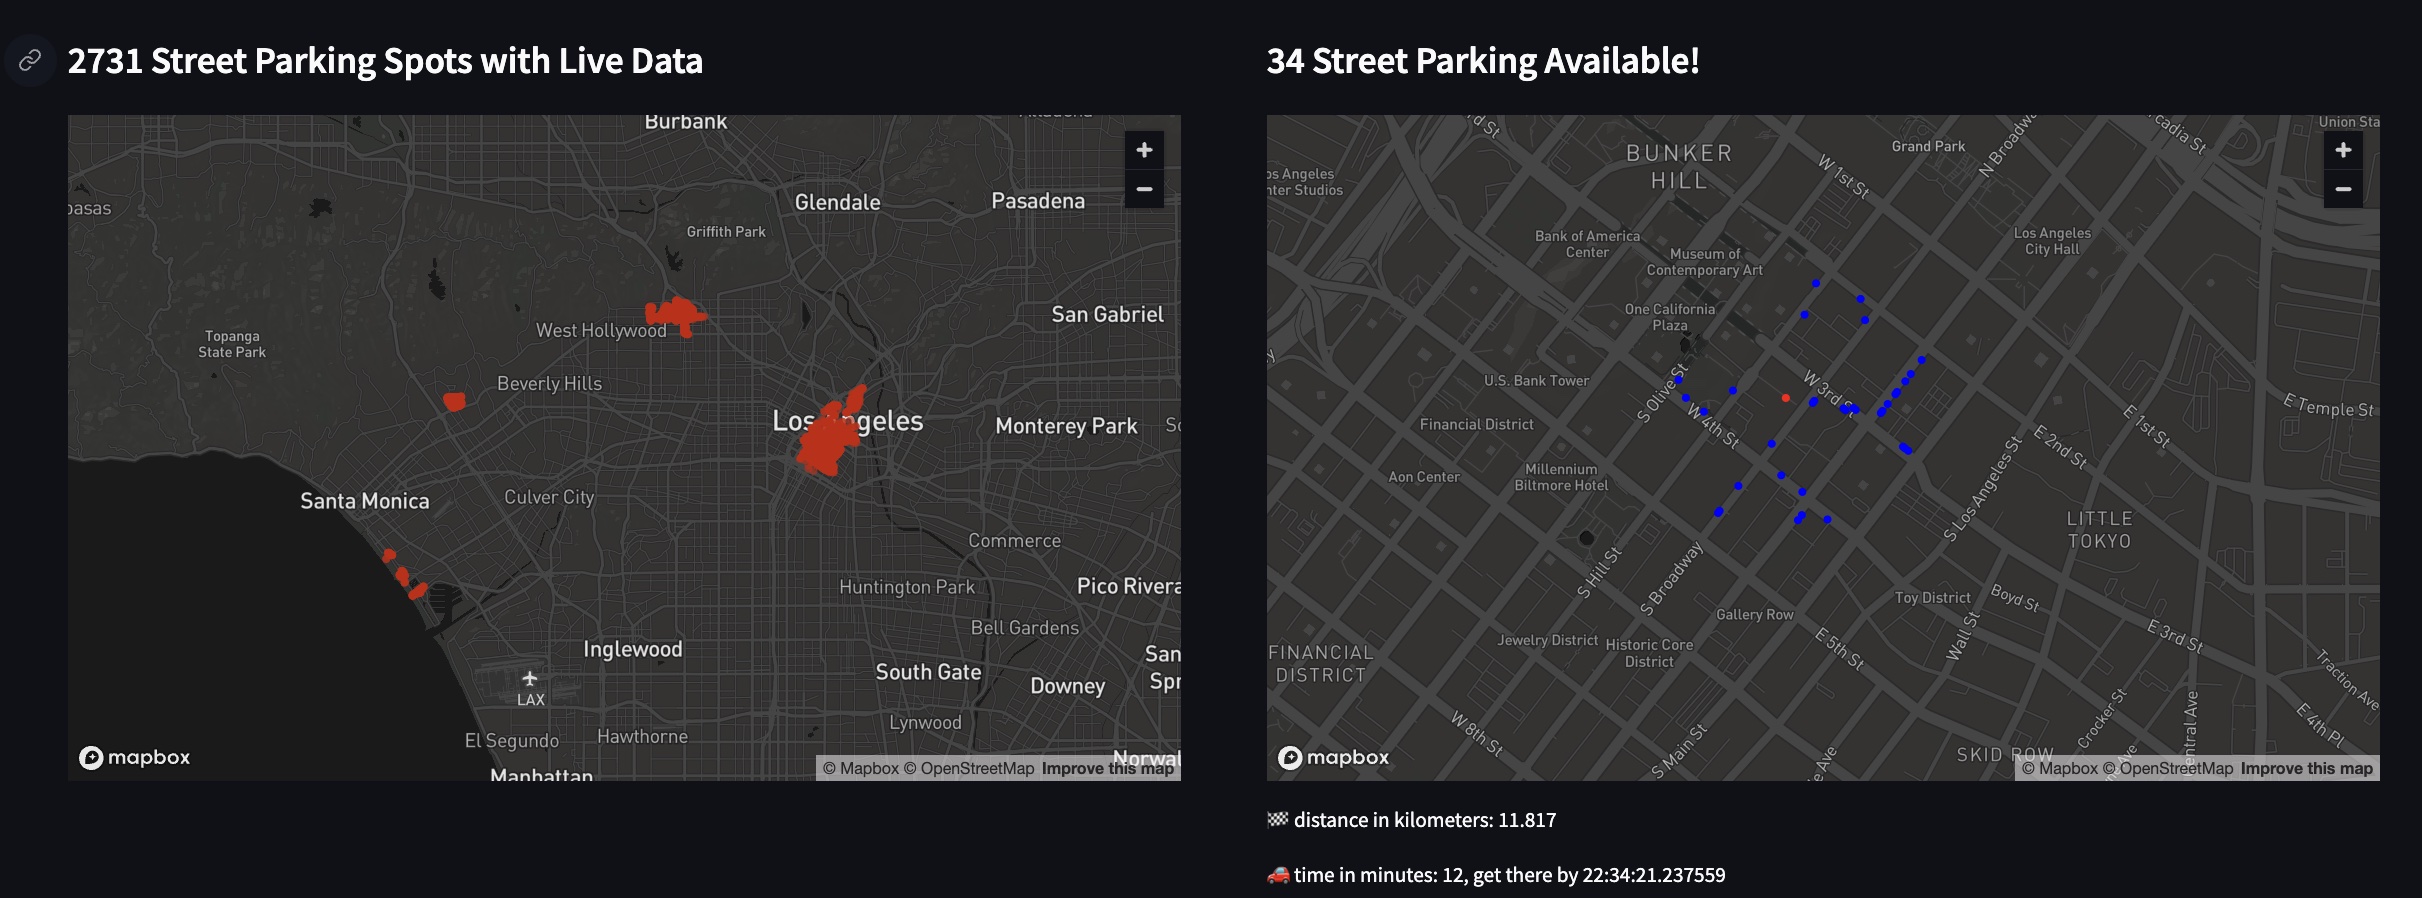 2731 Street Parking Spots with Live Data
Burbank
Glendale
Pasadena
Griffith Park
San Gabriel
West Hollywood
Topanga
State Park
Beverly Hills
Los Angeles
Monterey Park
Santa Monica
Culver City
Commerce
Huntington Park
Pico Rivera
Bell Gardens
Inglewood
South Gate
San
Spr
Downey
LAX
Lynwood
El Segundo
Hawthorne
Norwal
Manhattan
mapbox
© Mapbox © OpenStreetMap Improve this map
34 Street Parking Available!
Union Sta
BUNKER
HILL
Grand Park
N Broadway
cadia St
W 1st St
os Angeles
nter Studios
Bank of America
Center
Museum of
Contemporary Art
Los Angeles
City Hall
One California
Plaza
U.S. Bank Tower
S Olive St
W 3rd St
W 4th St
Financial District
E Temple St
E 1st St
E 2nd St
Aon Center
Millennium
Biltmore Hotel
S Los Angeles St
LITTLE
TOKYO
S Hill St
S Broadway
Toy District
Boyd St
Gallery Row
Wall St
E 3rd St
Jewelry District
Historic Core
District
E 5th St
FINANCIAL
DISTRICT
Traction Ave
Crocker St
E 4th Pl
W 8th St
S Main St
SKID ROW
mapbox
© Mapbox © OpenStreetMap Improve this map
distance in kilometers: 11.817
time in minutes: 12, get there by 22:34:21.237559